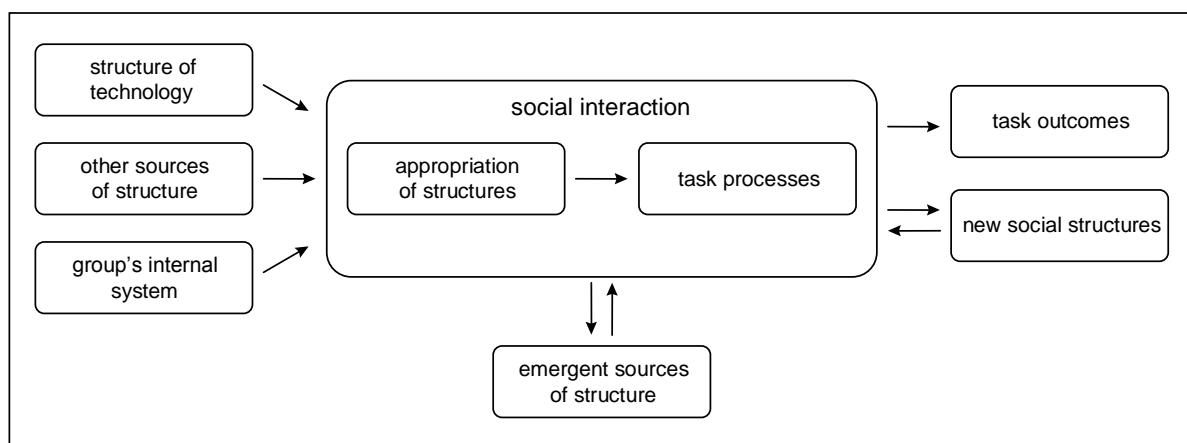 structure of
technology
other sources
of structure
group's internal
system
social interaction
appropriation
of structures
task processes
task outcomes
new social structures
emergent sources
of structure